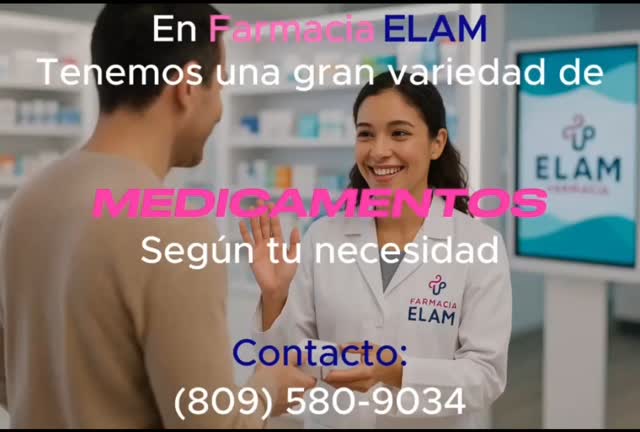 En Farmacia ELAM
Tenemos una gran variedad de
MEDICAMENTOS
Según tu necesidad
Contacto:
(809) 580-9034
ELAM
FARMACIA
FARMACIA
ELAM